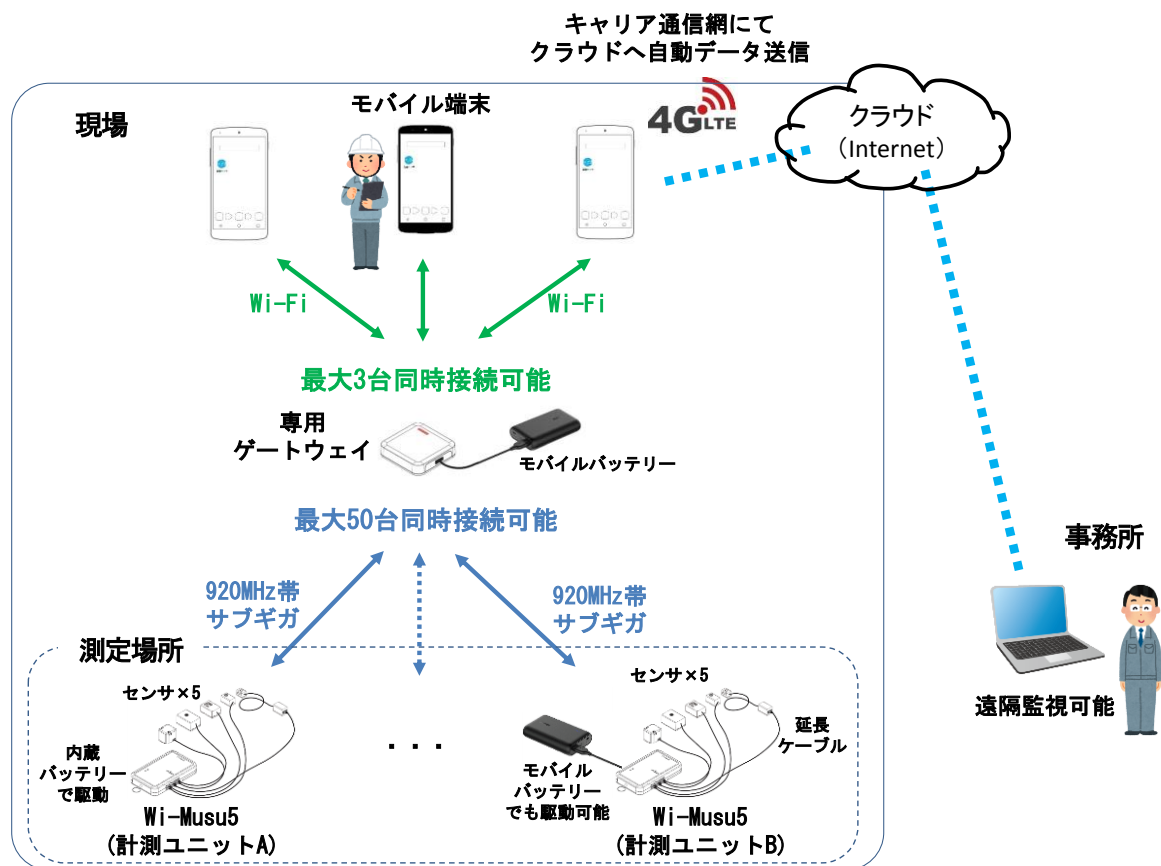 キャリア通信網にて
クラウドへ自動データ送信
現場
モバイル端末
4G LTE
クラウド
（Internet）
Wi-Fi
Wi-Fi
最大3台同時接続可能
専用
ゲートウェイ
モバイルバッテリー
最大50台同時接続可能
事務所
920MHz帯
サブギガ
920MHz帯
サブギガ
測定場所
センサ×5
センサ×5
遠隔監視可能
内蔵
バッテリー
で駆動
・・・
延長
ケーブル
モバイル
バッテリー
でも駆動可能
Wi-Musu5
(計測ユニットA)
Wi-Musu5
(計測ユニットB)